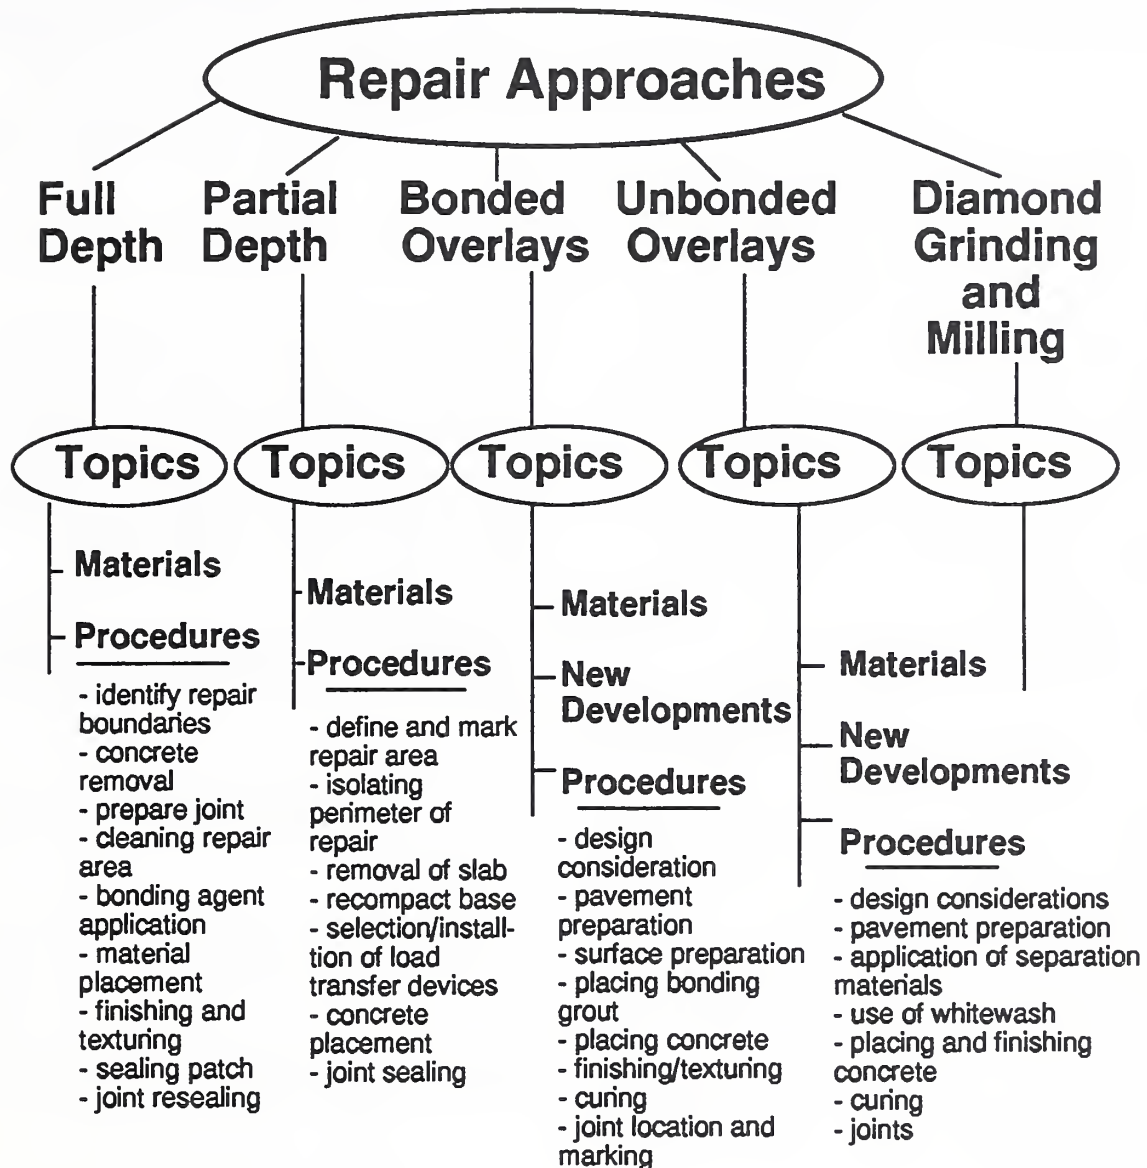 Repair Approaches
Full
Depth
Partial
Depth
Bonded
Overlays
Unbonded
Overlays
Diamond
Grinding
and
Milling
Topics
Topics
Topics
Topics
Topics
Materials
Procedures
- identify repair
boundaries
- concrete
removal
- prepare joint
- cleaning repair
area
- bonding agent
application
- material
placement
- finishing and
texturing
- sealing patch
- joint resealing
Materials
Procedures
- define and mark
repair area
- isolating
perimeter of
repair
- removal of slab
- recompact base
- selection/install-
tion of load
transfer devices
- concrete
placement
- joint sealing
Materials
New
Developments
Procedures
- design
consideration
- pavement
preparation
- surface preparation
- placing bonding
grout
- placing concrete
- finishing/texturing
- curing
- joint location and
marking
Materials
New
Developments
Procedures
- design considerations
- pavement preparation
- application of separation
materials
- use of whitewash
- placing and finishing
concrete
- curing
- joints